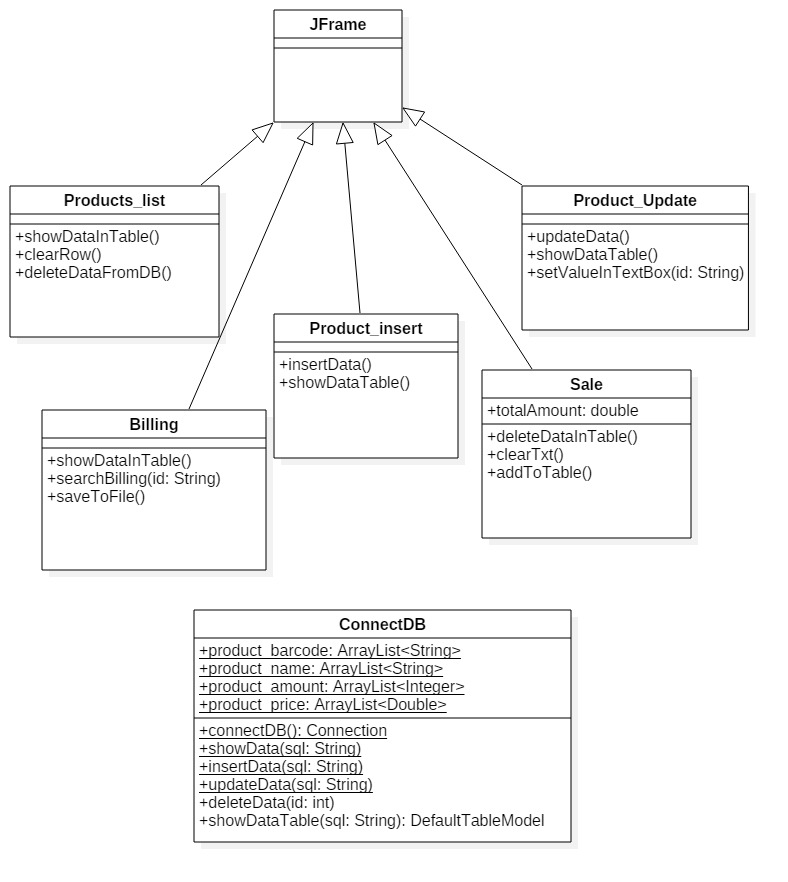 JFrame
Products_list
+showDataInTable()
+clearRow()
+deleteDataFromDB()
Product_Update
+updateData()
+showDataTable()
+setValueInTextBox(id: String)
Product_insert
+insertData()
+showDataTable()
Sale
+totalAmount: double
+deleteDataInTable()
+clearTxt()
+addToTable()
Billing
+showDataInTable()
+searchBilling(id: String)
+saveToFile()
ConnectDB
+product_barcode: ArrayList<String>
+product_name: ArrayList<String>
+product_amount: ArrayList<Integer>
+product_price: ArrayList<Double>
+connectDB(): Connection
+showData(sql: String)
+insertData(sql: String)
+updateData(sql: String)
+deleteData(id: int)
+showDataTable(sql: String): DefaultTableModel